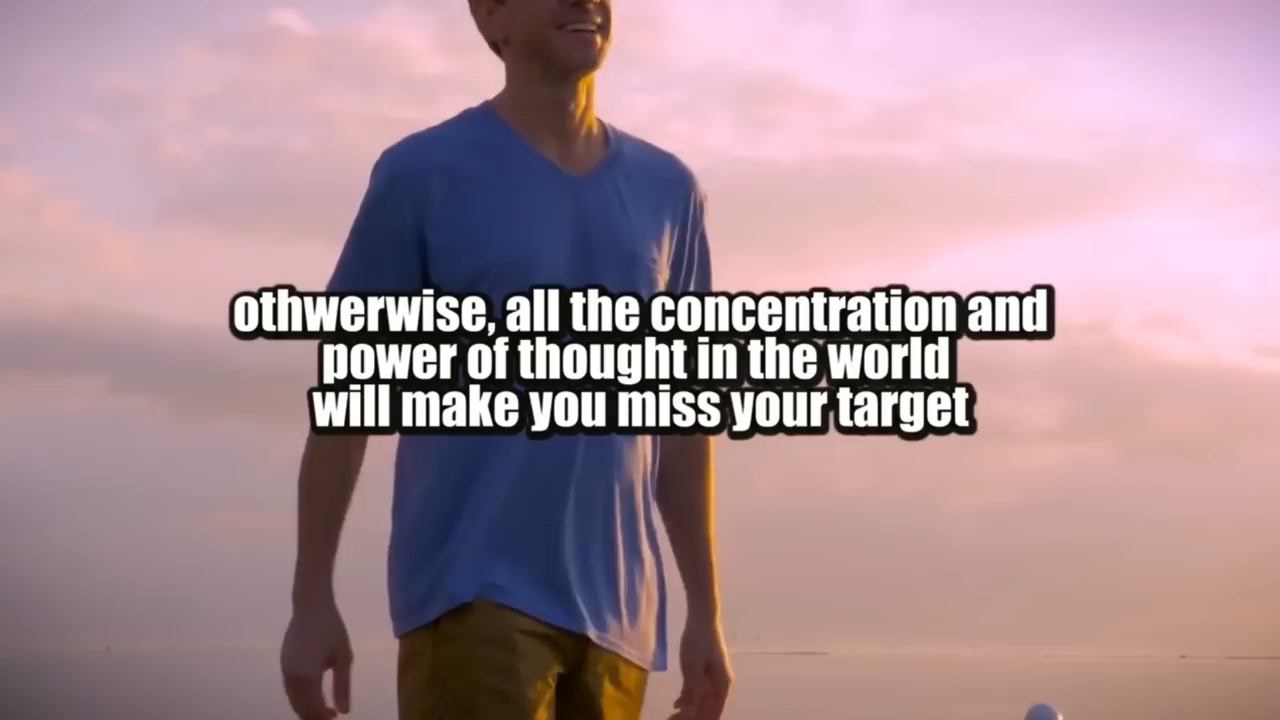 othwerwise, all the concentration and
power of thought in the world
will make you miss your target